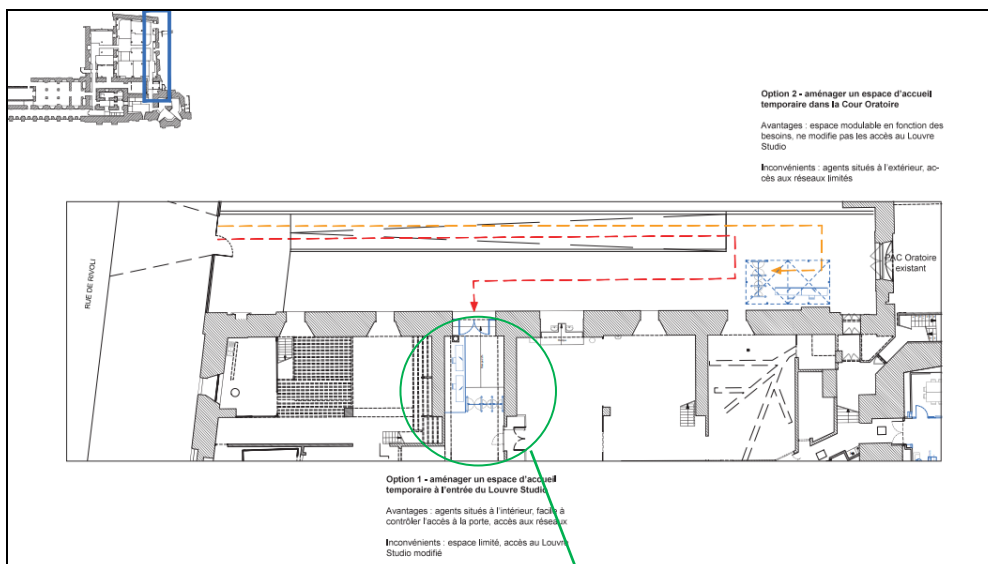 Option 2 - aménager un espace d'accueil
temporaire dans la Cour Oratoire
Avantages : espace modulable en fonction des
besoins, ne modifie pas les accès au Louvre
Studio
Inconvénients : agents situés à l'extérieur, ac-
cès aux réseaux limités
RUE DE RIVOLI
PAC Oratoire
existant
Option 1 - aménager un espace d'accueil
temporaire à l'entrée du Louvre Studio
Avantages : agents situés à l'intérieur, facile à
contrôler l'accès à la porte, accès aux réseaux
Inconvénients : espace limité, accès au Louvre
Studio modifié